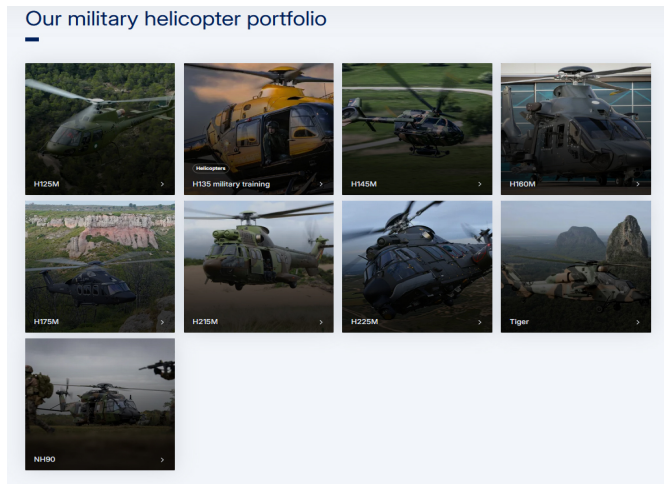 Our military helicopter portfolio
H125M
Helicopters
H135 military training
H145M
H160M
H175M
H215M
H225M
Tiger
NH90